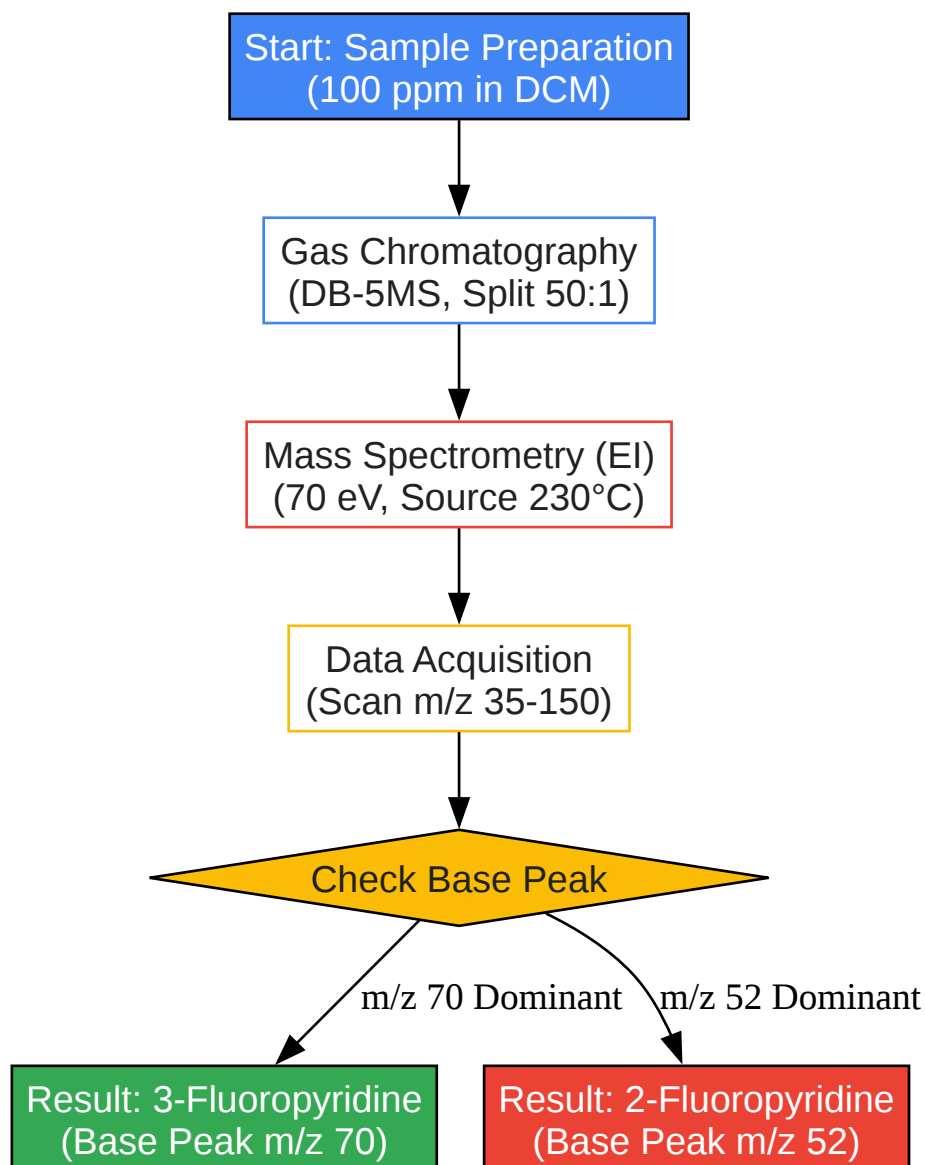 Start: Sample Preparation
(100 ppm in DCM)
Gas Chromatography
(DB-5MS, Split 50:1)
Mass Spectrometry (EI)
(70 eV, Source 230°C)
Data Acquisition
(Scan m/z 35-150)
Check Base Peak
m/z 70 Dominant
m/z 52 Dominant
Result: 3-Fluoropyridine
(Base Peak m/z 70)
Result: 2-Fluoropyridine
(Base Peak m/z 52)